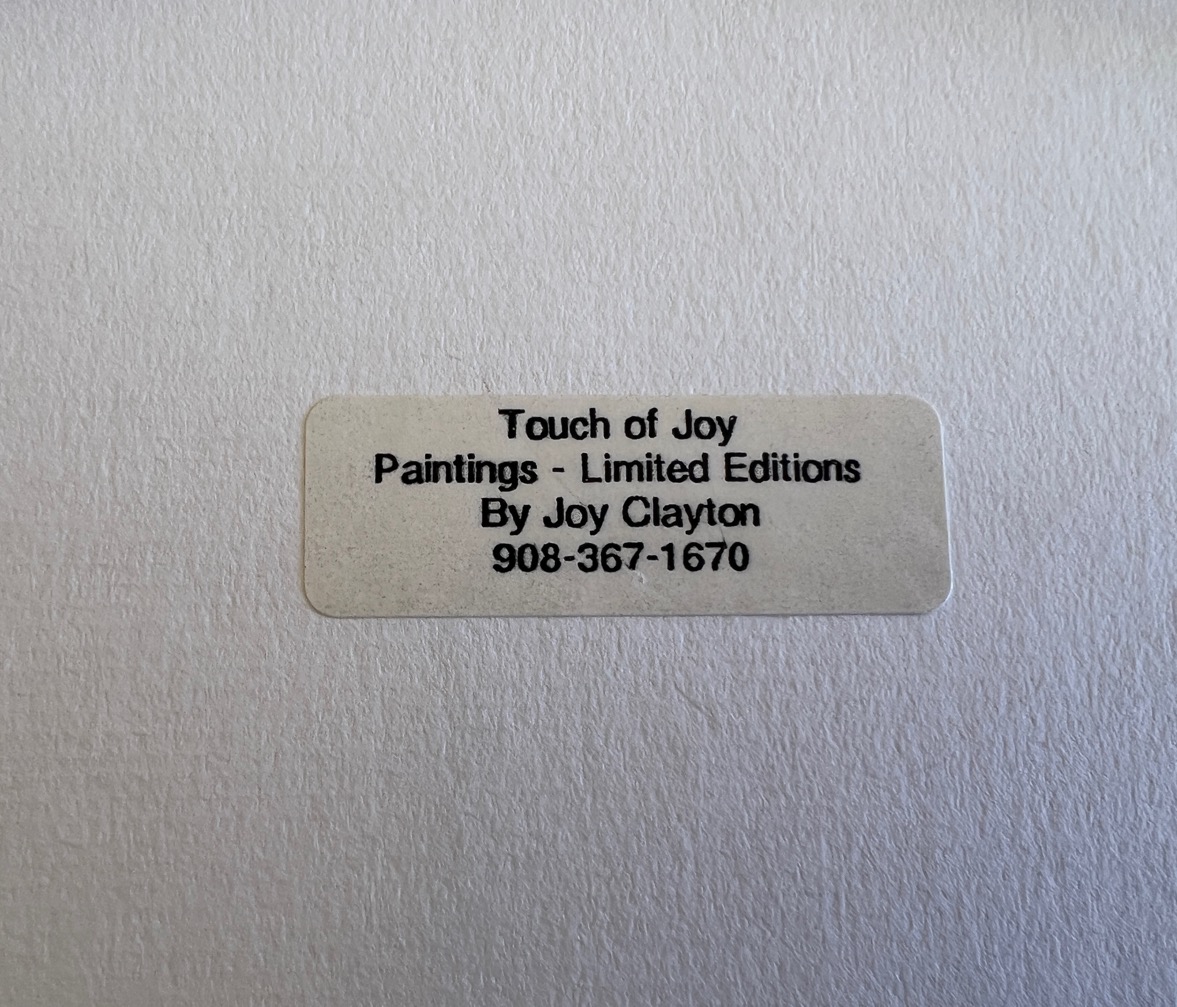 Touch of Joy
Paintings - Limited Editions
By Joy Clayton
908-367-1670